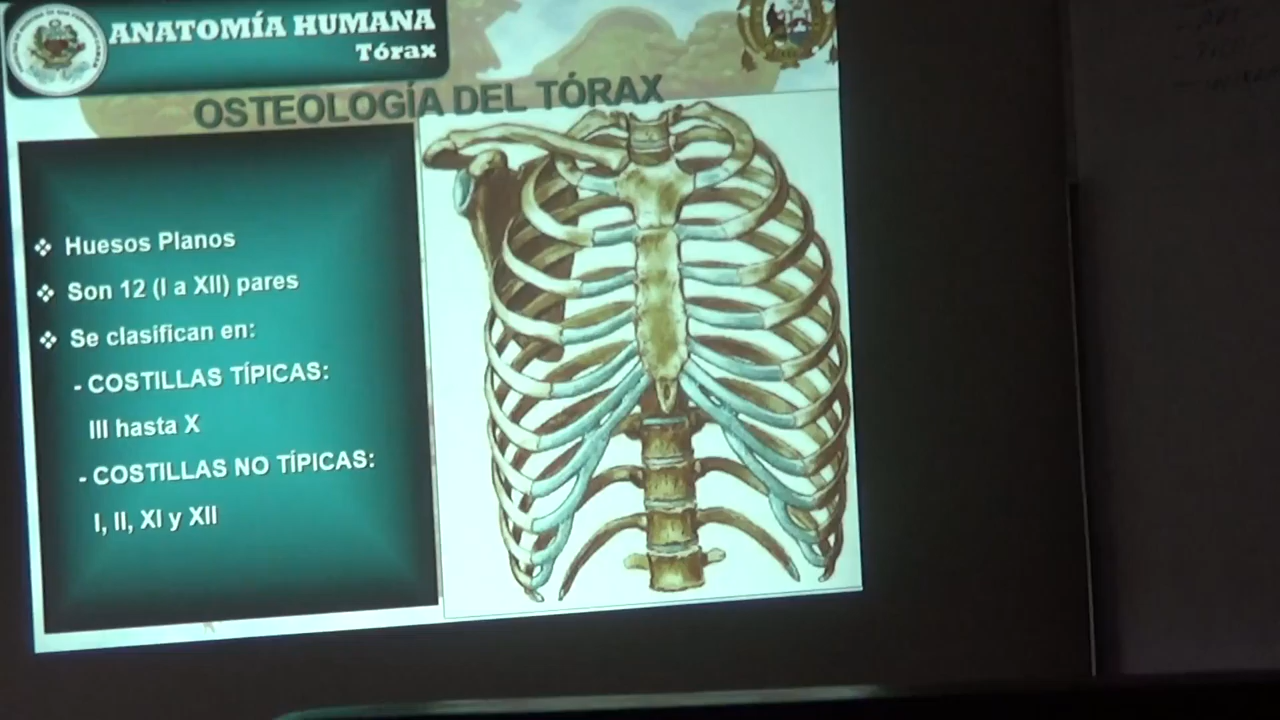 ANATOMÍA HUMANA
Tórax
OSTEOLOGÍA DEL TÓRAX
❖ Huesos Planos
❖ Son 12 (I a XII) pares
❖ Se clasifican en:
- COSTILLAS TÍPICAS:
III hasta X
- COSTILLAS NO TÍPICAS:
I, II, XI y XII